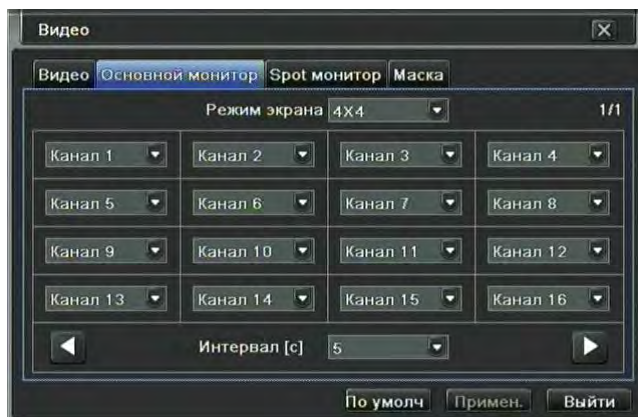 Видео
Видео Основной монитор Spot монитор Маска
Режим экрана 4X4 1/1
Канал 1 Канал 2 Канал 3 Канал 4
Канал 5 Канал 6 Канал 7 Канал 8
Канал 9 Канал 10 Канал 11 Канал 12
Канал 13 Канал 14 Канал 15 Канал 16
Интервал [с] 5
По умолч Примен. Выйти